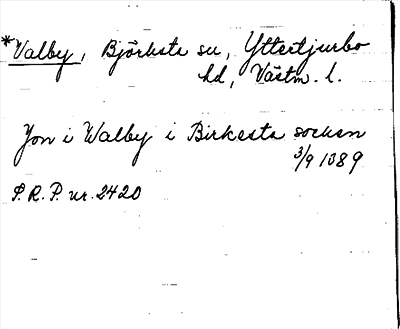 *Valby, Björksta sn, Yttertjurbo
hd, Västm. l.
Jon i Walby i Birkesta socken
3/9 1389
S.R.P. nr. 2420